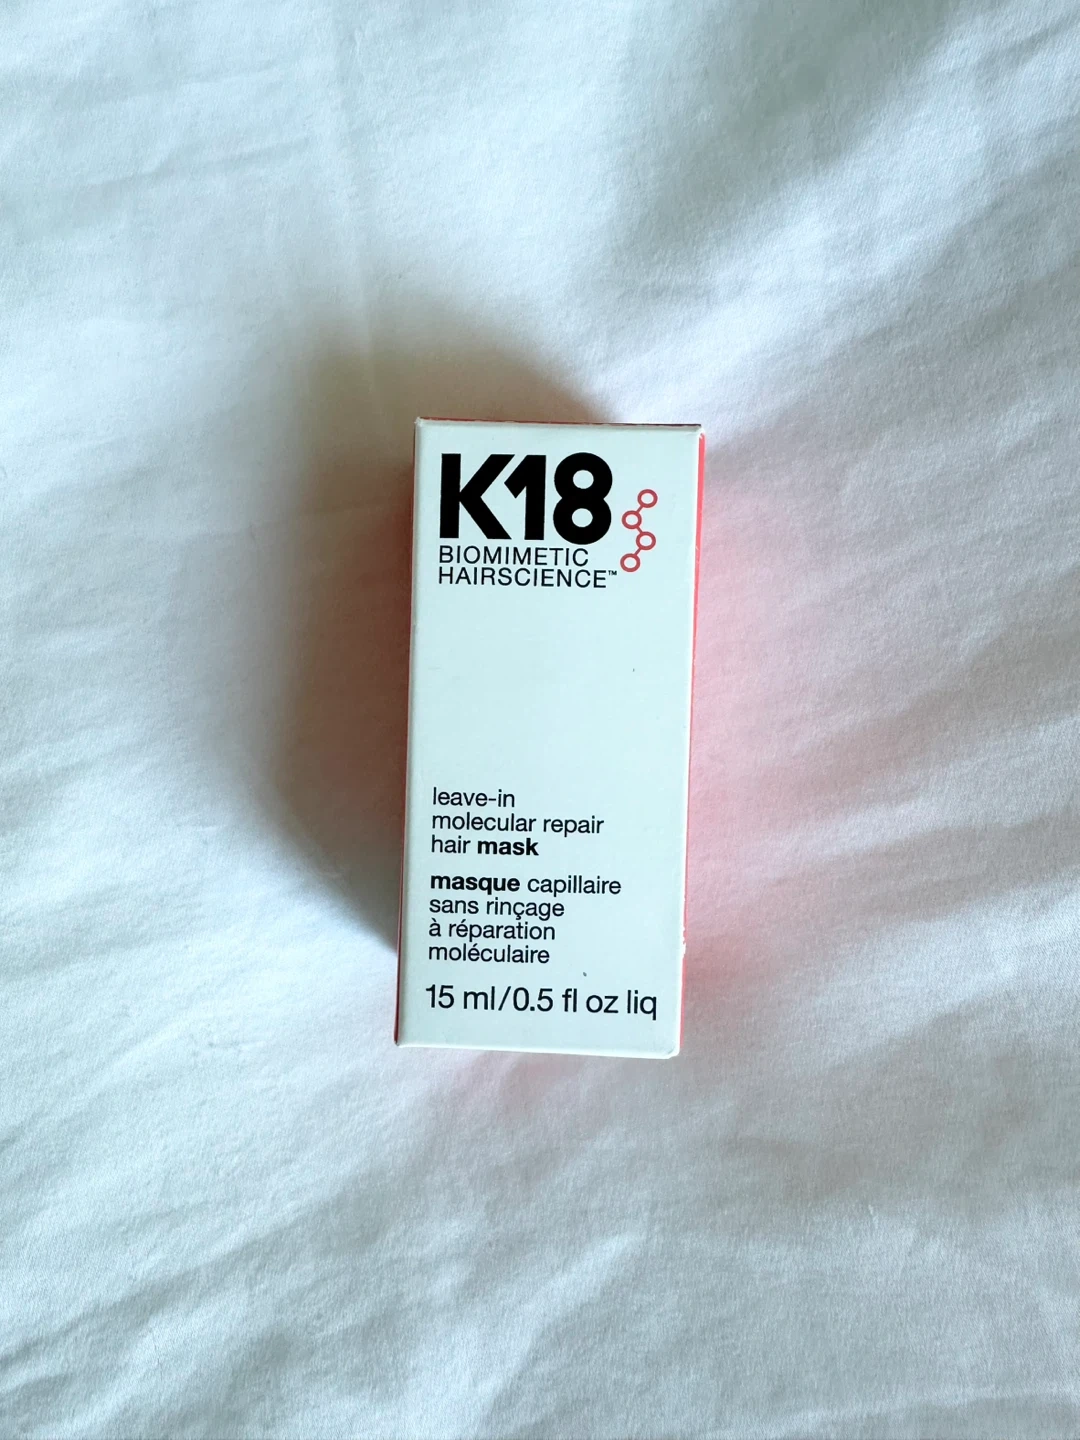 K18
BIOMIMETIC
HAIRSCIENCE™
leave-in
molecular repair
hair mask
masque capillaire
sans rinçage
à réparation
moléculaire
15 ml/0.5 fl oz liq